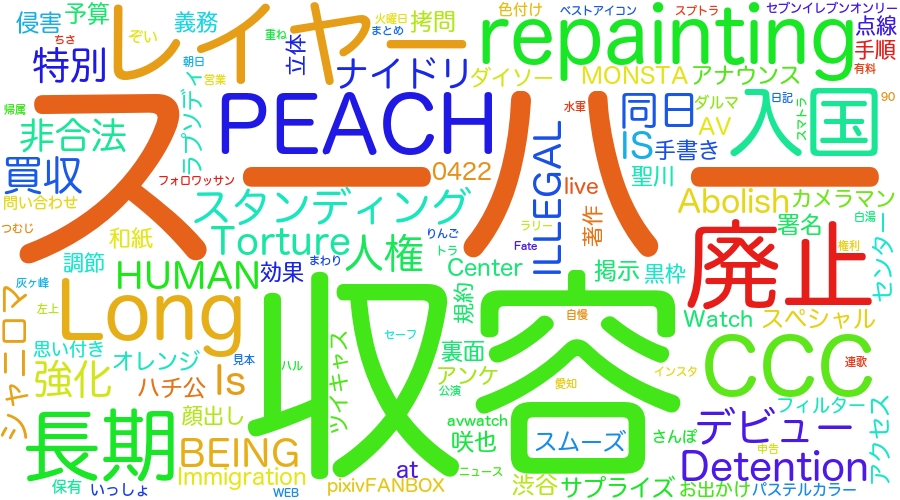 侵害
予算
ぞい
義務
火曜日
まとめ
拷問
色付け
ベストアイコン
スプトラ
セブンイレブンオンリー
点線
手順
有料
ちさ
レイヤー
重ね
立体
repainting
特別
朝日
営業
ナイドリ
ダイソー
MONSTA
アナウンス
スーパー
PEACH
ラプンツディ
非合法
買収
フォロワッサン
帰属
水軍
同日
IS
手書き
ダルマ
AV
日記
スマトラ
90
入国
0422
ILLEGAL
live
聖川
問い合わせ
つむじ
和紙
スタンディング
Torture
りんご
トラ
ラリー
Fate
著作
Abolish
カメラマン
署名
白湯
権利
センター
調節
HUMAN
効果
まわり
人権
Center
規約
掲示
黒枠
廃止
灰ヶ峰
左上
シャニロマ
Long
収容
自慢
Watch
スペシャル
思い付き
オレンジ
見本
ハル
ツイキャス
セーフ
裏面
アンケ
公演
愛知
インスタ
CCC
連歌
強化
ハチ公
Is
顔出し
長期
BEING
avwatch
咲也
スムーズ
さんぽ
デビュー
フィルター
アクセス
申告
保有
いっしょ
Immigration
WEB
pixivFANBOX
at
ニュース
渋谷
サプライズ
Detention
お出かけ
パステルカラー